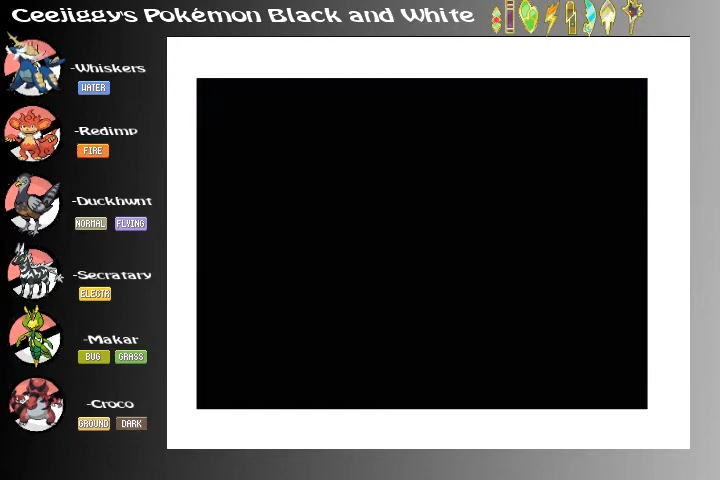 Ceejiggy's Pokémon Black and White
-Whiskers
WATER
-Redimp
FIRE
-Duckhunt
NORMAL FLYING
-Secratary
ELECTR
-Makar
BUG GRASS
-Croco
GROUND DARK